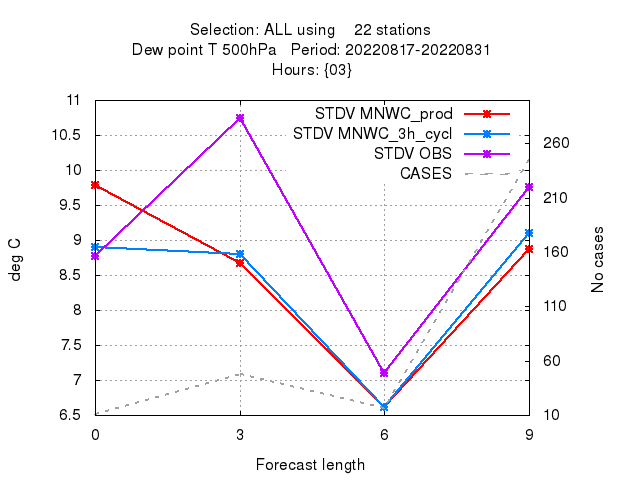 Selection: ALL using    22 stations
Dew point T 500hPa   Period: 20220817-20220831
Hours: {03}
STDV MNWC_prod
STDV MNWC_3h_cycl
STDV OBS
CASES
11
10.5
10
9.5
9
8.5
8
7.5
7
6.5
deg C
260
210
160
110
60
10
No cases
0 3 6 9
Forecast length